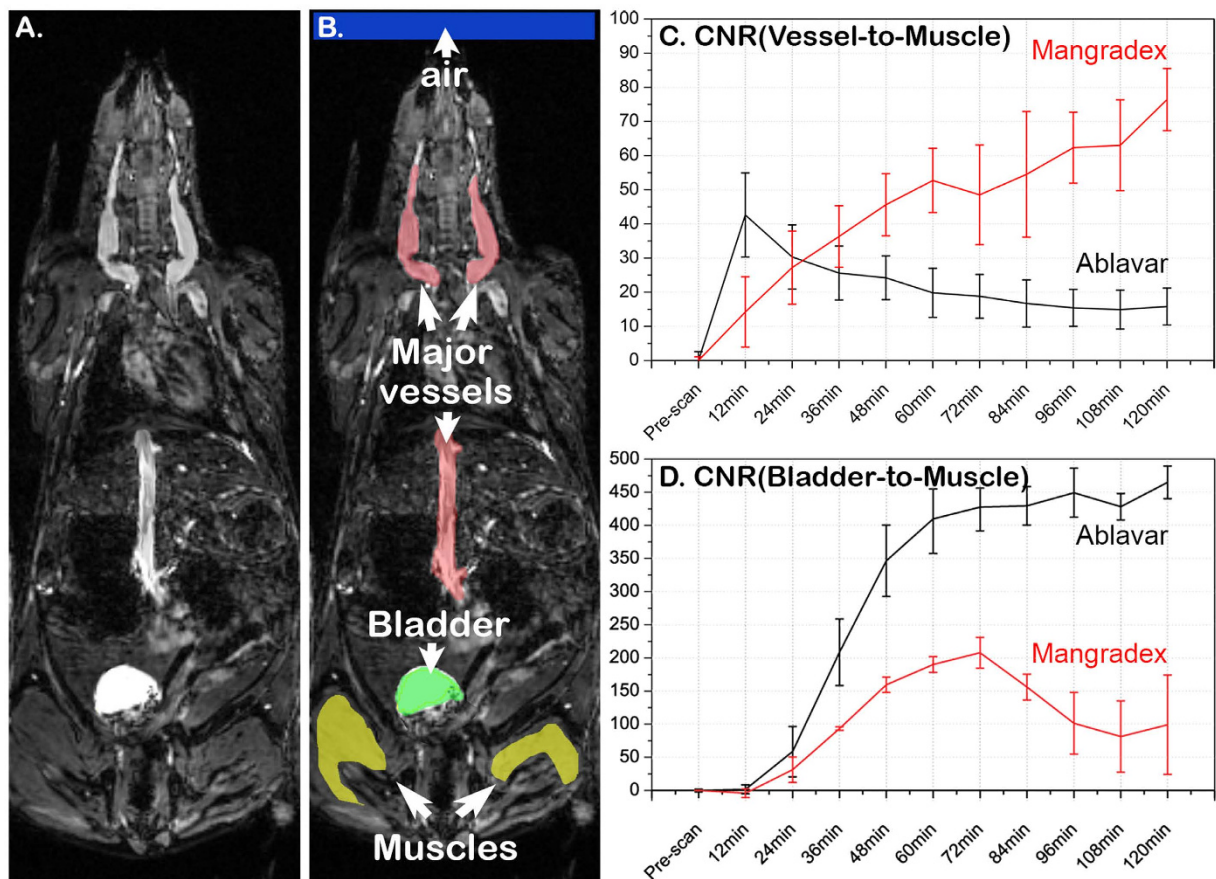 A.
B.
air
Major
vessels
Bladder
Muscles
C. CNR(Vessel-to-Muscle)
Mangradex
Ablavar
100
90
80
70
60
50
40
30
20
10
0
Pre-scan
12min
24min
36min
48min
60min
72min
84min
96min
108min
120min
D. CNR(Bladder-to-Muscle)
Ablavar
Mangradex
500
450
400
350
300
250
200
150
100
50
0
Pre-scan
12min
24min
36min
48min
60min
72min
84min
96min
108min
120min